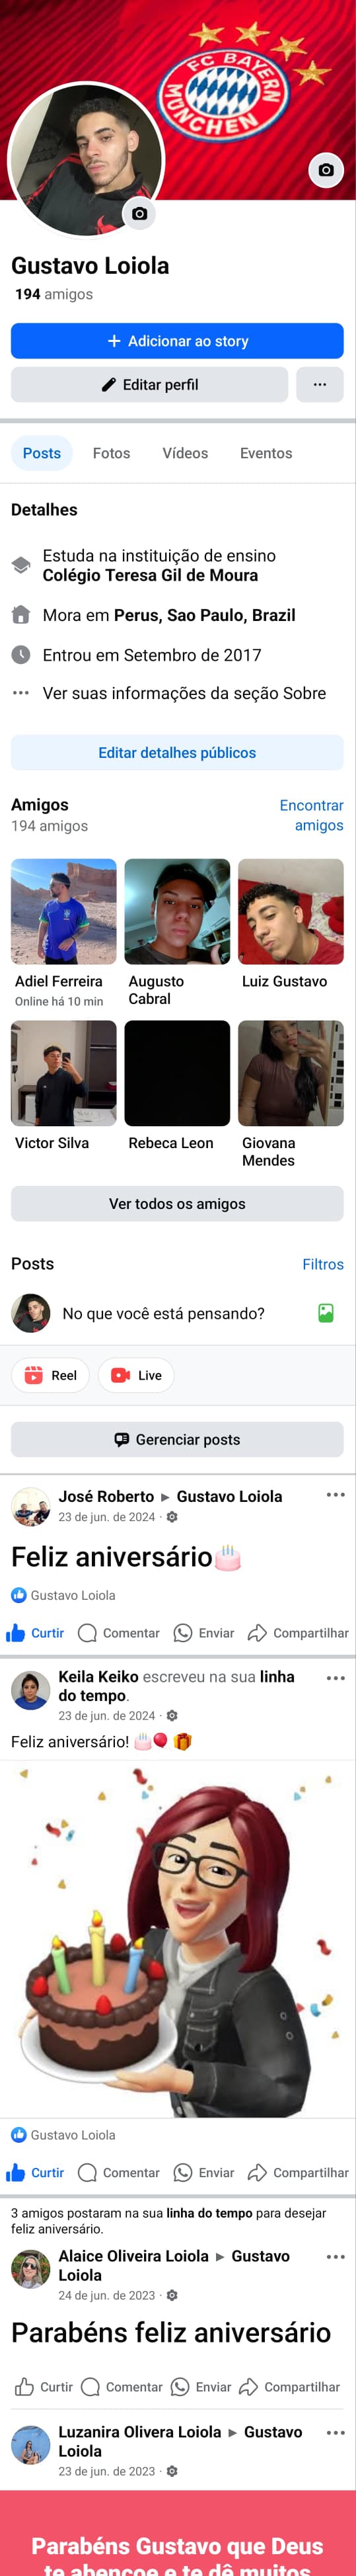 FC BAYERN
MÜNCHEN
Gustavo Loiola
194 amigos
Adicionar ao story
Editar perfil
Posts
Fotos
Vídeos
Eventos
Detalhes
Estuda na instituição de ensino
Colégio Teresa Gil de Moura
Mora em Perus, Sao Paulo, Brazil
Entrou em Setembro de 2017
Ver suas informações da seção Sobre
Editar detalhes públicos
Amigos
Encontrar
amigos
194 amigos
Adiel Ferreira
Online há 10 min
Augusto
Cabral
Luiz Gustavo
Victor Silva
Rebeca Leon
Giovana
Mendes
Ver todos os amigos
Posts
Filtros
No que você está pensando?
Reel
Live
Gerenciar posts
José Roberto ▸ Gustavo Loiola
23 de jun. de 2024 ·
Feliz aniversário🎂
Gustavo Loiola
Curtir
Comentar
Enviar
Compartilhar
Keila Keiko escreveu na sua linha
do tempo.
23 de jun. de 2024 ·
Feliz aniversário! 🎂🎈🎁
Gustavo Loiola
Curtir
Comentar
Enviar
Compartilhar
3 amigos postaram na sua linha do tempo para desejar
feliz aniversário.
Alaice Oliveira Loiola ▸ Gustavo
Loiola
24 de jun. de 2023 ·
Parabéns feliz aniversário
Curtir
Comentar
Enviar
Compartilhar
Luzanira Olivera Loiola ▸ Gustavo
Loiola
23 de jun. de 2023 ·
Parabéns Gustavo que Deus
te abençoe e te dê muitos